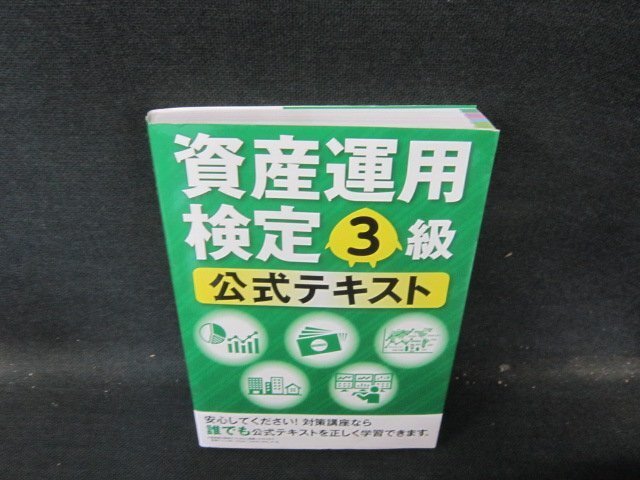 資産運用
検定3級
公式テキスト
安心してください!対策講座なら
誰でも公式テキストを正しく学習できます。